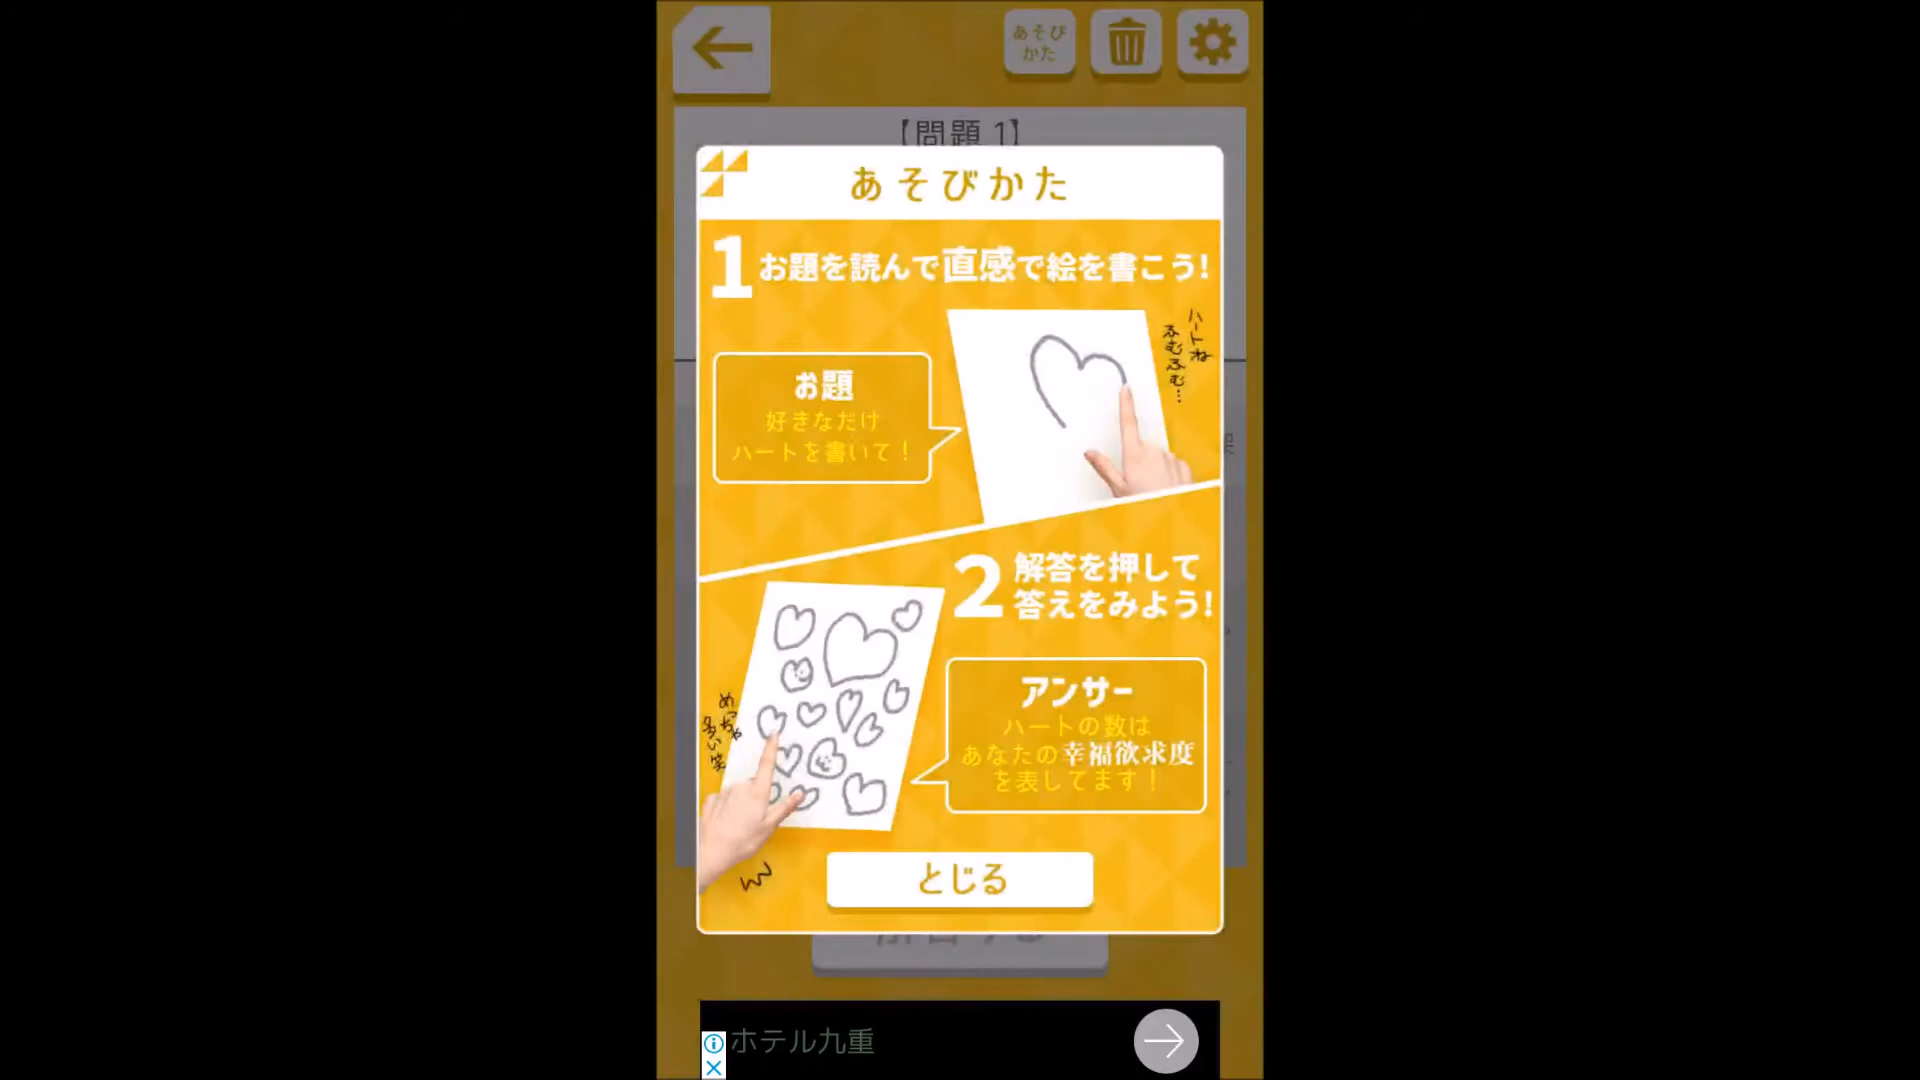 あそび
かた
【問題 1】
あそびかた
1 お題を読んで直感で絵を書こう!
ハートね
ふむふむ…
お題
好きなだけ
ハートを書いて！
2 解答を押して
答えをみよう!
めっちゃ
多い笑
アンサー
ハートの数は
あなたの幸福欲求度
を表してます！
とじる
ホテル九重